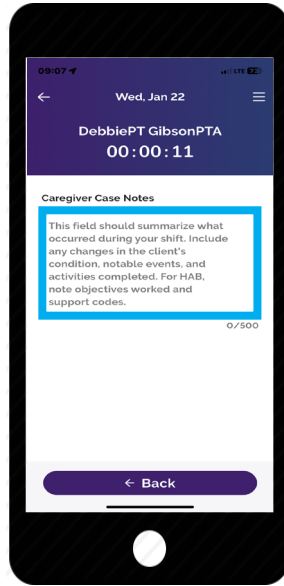 09:07
LTE
← Wed, Jan 22
DebbiePT GibsonPTA
00:00:11
Caregiver Case Notes
This field should summarize what
occurred during your shift. Include
any changes in the client's
condition, notable events, and
activities completed. For HAB,
note objectives worked and
support codes.
0/500
← Back